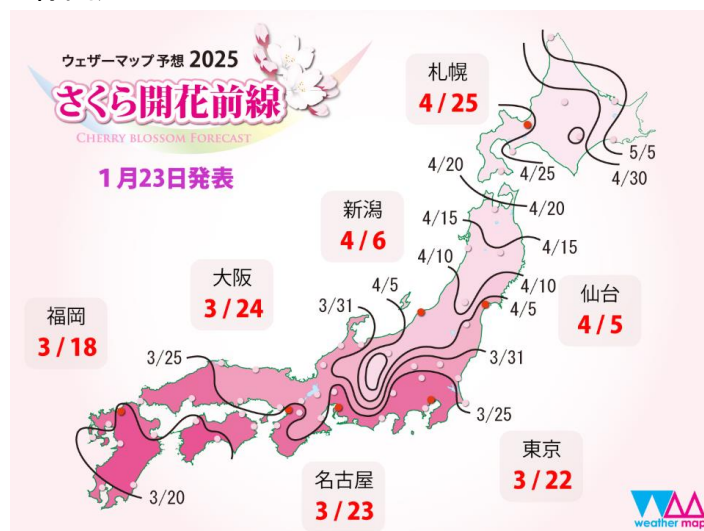 ウェザーマップ予想 2025
さくら開花前線
CHERRY BLOSSOM FORECAST
1月23日発表
札幌
4 / 25
5/5
4/30
4/25
4/20
4/20
4/15
4/15
新潟
4 / 6
4/10
4/10
4/5
4/5
仙台
4 / 5
大阪
3 / 24
3/31
3/31
福岡
3 / 18
3/25
3/25
東京
3 / 22
名古屋
3 / 23
3/20
weather map